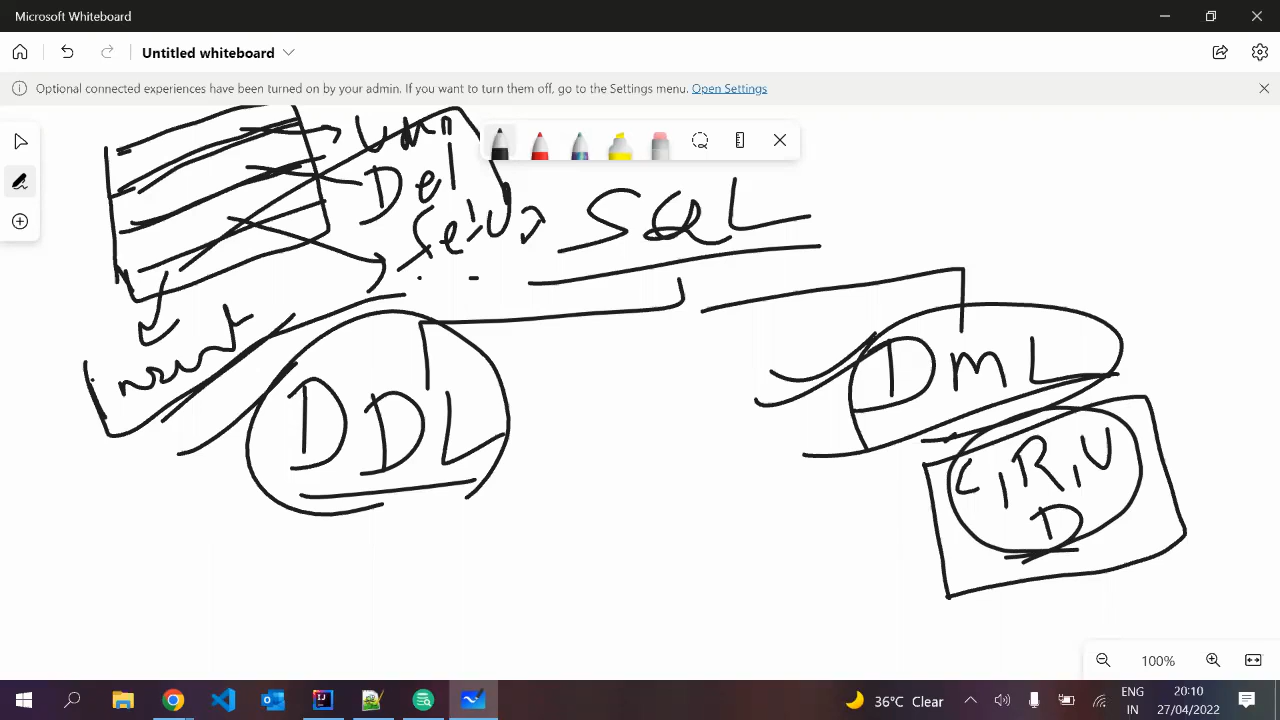 Microsoft Whiteboard
Untitled whiteboard
Optional connected experiences have been turned on by your admin. If you want to turn them off, go to the Settings menu. Open Settings
Del
SQL
DDL
DML
C, R, U
D
100%
36°C Clear
ENG
IN
20:10
27/04/2022